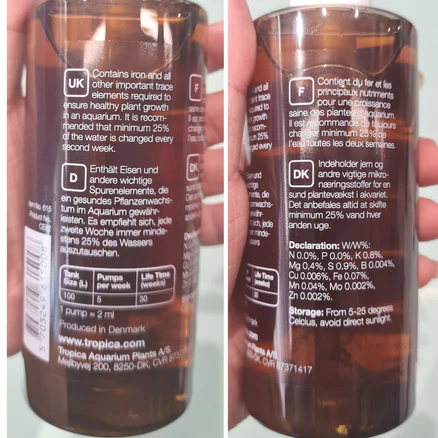 UK
Contains iron and all
other important trace
elements required to
ensure healthy plant growth
in an aquarium. It is recom-
mended that minimum 25%
of the water is changed every
second week.
D
Enthält Eisen und
andere wichtige
Spurenelemente, die
ein gesundes Pflanzenwachs-
tum im Aquarium gewähr-
leisten. Es empfiehlt sich, jede
zweite Woche immer minde-
stens 25% des Wassers
auszutauschen.
Tank Size (L) Pumps per week Life Time (weeks)
100 5 30
1 pump = 2 ml
Produced in Denmark
www.tropica.com
Tropica Aquarium Plants A/S,
Mejlbyvej 200, 8250-DK, CVR
F
Contient du fer et les
principaux nutriments
pour une croissance
saine des plantes d'aquarium.
Il est recommandé de toujours
changer minimum 25% de
l'eau toutes les deux semaines.
DK
Indeholder jern og
andre vigtige mikro-
næringsstoffer for en
sund plantevækst i akvariet.
Det anbefales altid at skifte
minimum 25% vand hver
anden uge.
Declaration: W/W%:
N 0.0%, P 0.0%, K 0.8%,
Mg 0,4%, S 0.9%, B 0.004%,
Cu 0.006%, Fe 0.07%,
Mn 0.04%, Mo 0.002%,
Zn 0.002%.
Storage: From 5-25 degrees
Celcius, avoid direct sunlight.
87371417